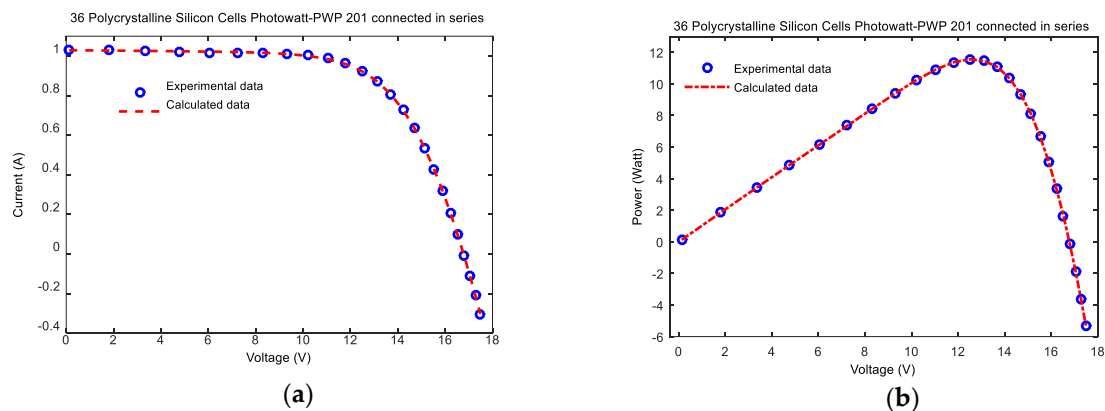 36 Polycrystalline Silicon Cells Photowatt-PWP 201 connected in series
1
0.8
0.6
0.4
0.2
0
-0.2
-0.4
Current (A)
Experimental data
Calculated data
0 2 4 6 8 10 12 14 16 18
Voltage (V)
(a)
36 Polycrystalline Silicon Cells Photowatt-PWP 201 connected in series
12
10
8
6
4
2
0
-2
-4
-6
Power (Watt)
Experimental data
Calculated data
0 2 4 6 8 10 12 14 16 18
Voltage (V)
(b)